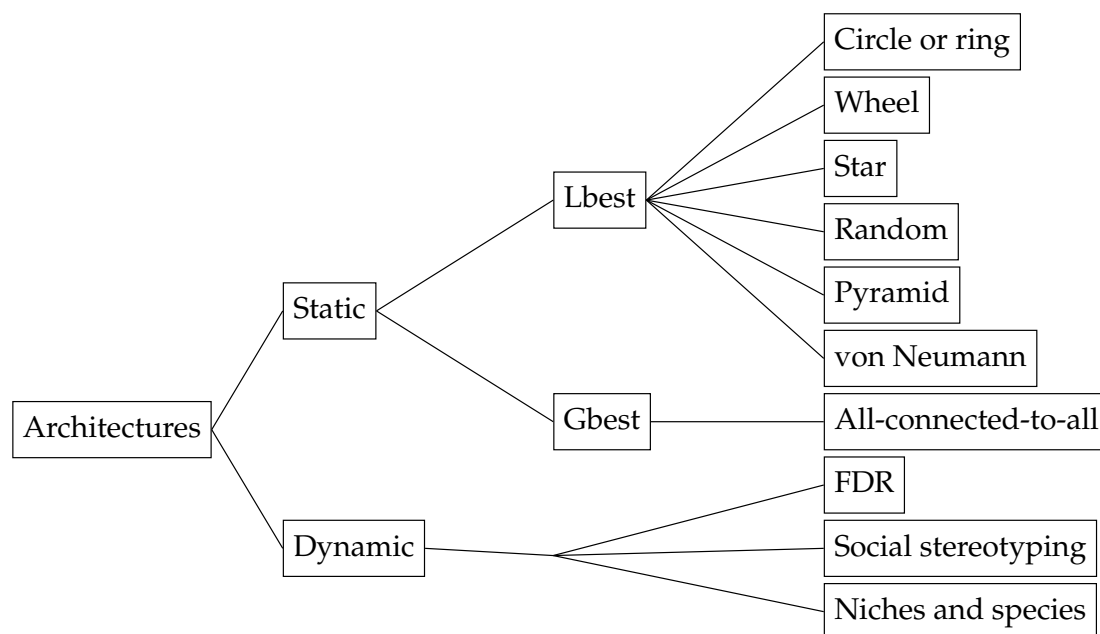 Circle or ring
Wheel
Star
Lbest
Random
Pyramid
Static
von Neumann
Architectures
Gbest
All-connected-to-all
FDR
Dynamic
Social stereotyping
Niches and species